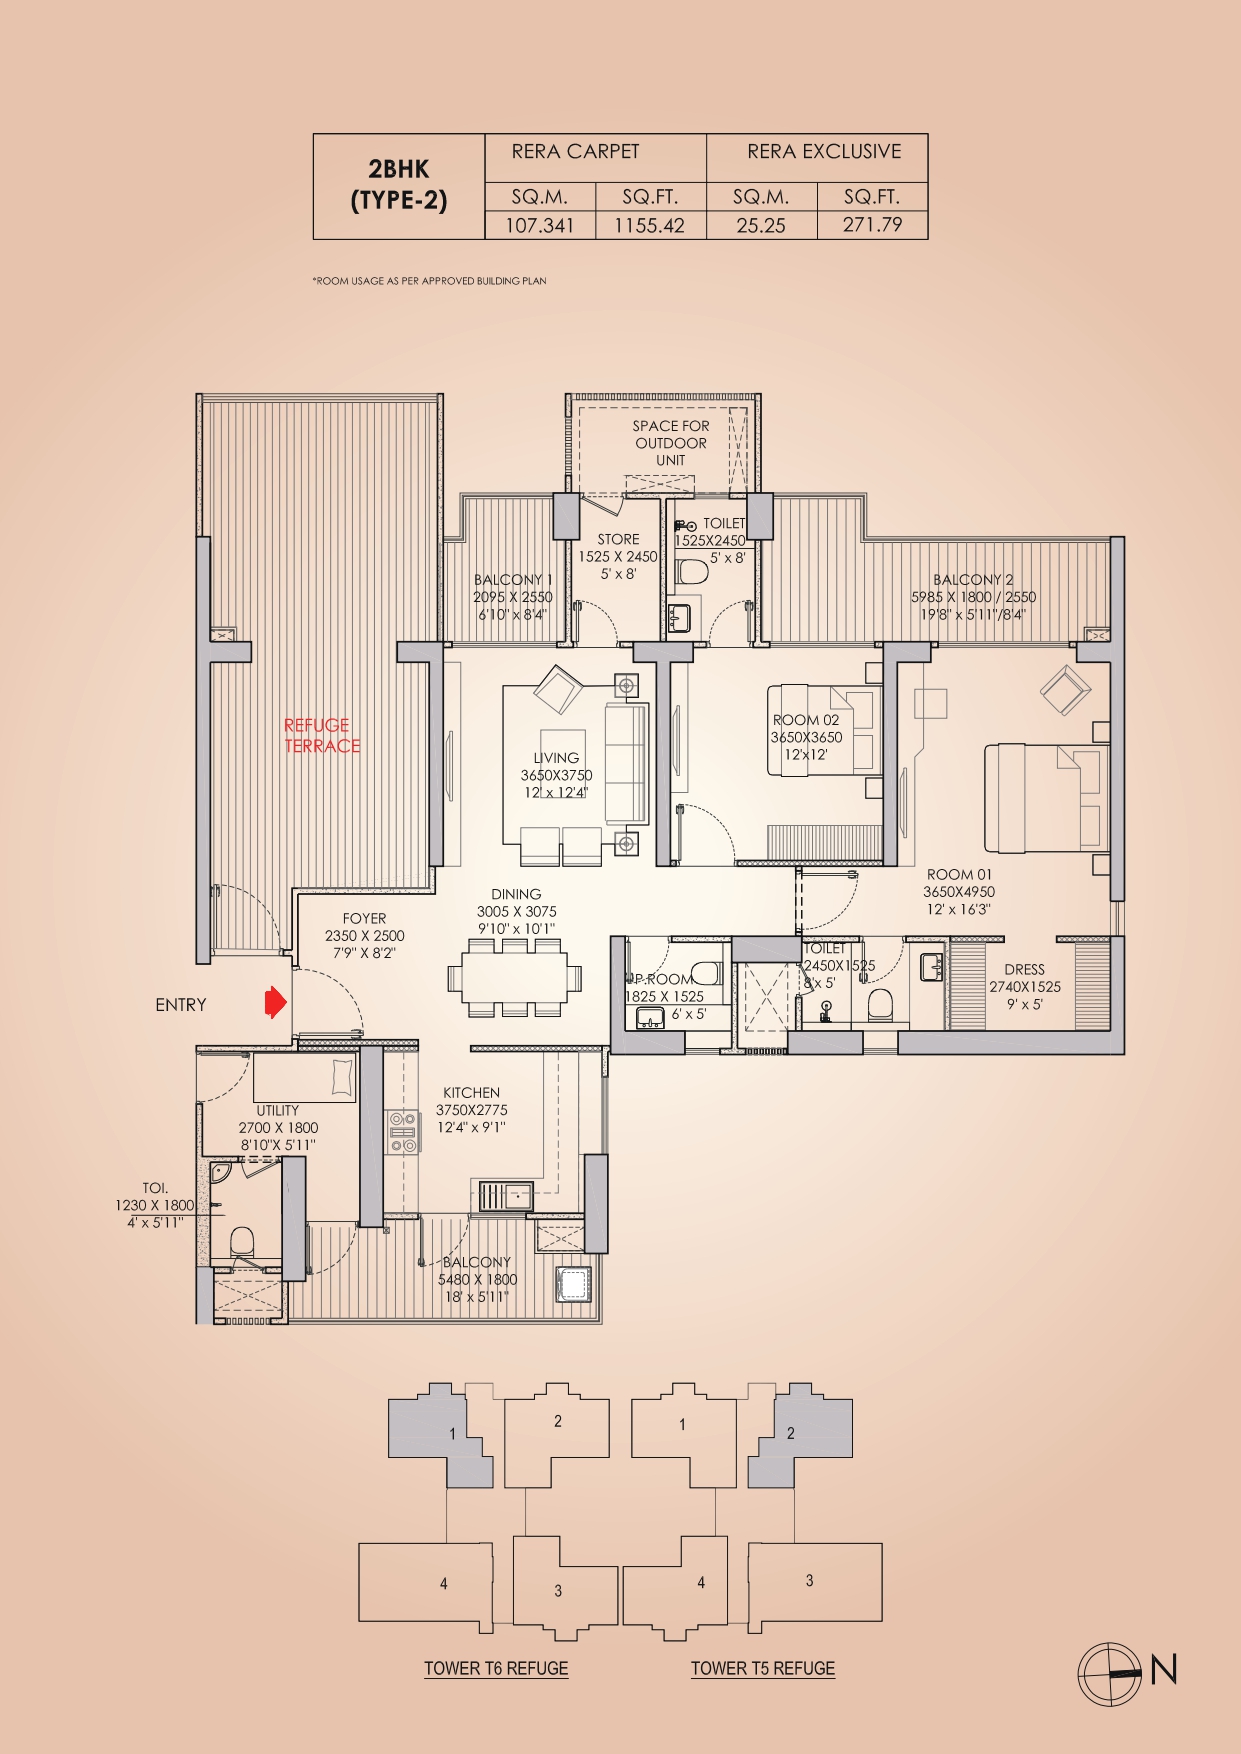 2BHK
(TYPE-2)
RERA CARPET
RERA EXCLUSIVE
SQ.M.
SQ.FT.
SQ.M.
SQ.FT.
107.341
1155.42
25.25
271.79
*ROOM USAGE AS PER APPROVED BUILDING PLAN
SPACE FOR
OUTDOOR
UNIT
STORE
1525 X 2450
5' x 8'
TOILET
1525X2450
5' x 8'
BALCONY 1
2095 X 2550
6'10" x 8'4"
BALCONY 2
5985 X 1800 / 2550
19'8" x 5'11"/8'4"
REFUGE
TERRACE
LIVING
3650X3750
12' x 12'4"
ROOM 02
3650X3650
12'x12'
ROOM 01
3650X4950
12' x 16'3"
DINING
3005 X 3075
9'10" x 10'1"
FOYER
2350 X 2500
7'9" X 8'2"
ENTRY
P.ROOM
1825 X 1525
6' x 5'
TOILET
2450X1525
8'x 5'
DRESS
2740X1525
9' x 5'
KITCHEN
3750X2775
12'4" x 9'1"
UTILITY
2700 X 1800
8'10"X 5'11"
TOI.
1230 X 1800
4' x 5'11"
BALCONY
5480 X 1800
18' x 5'11"
1
2
1
2
4
3
4
3
TOWER T6 REFUGE
TOWER T5 REFUGE
N